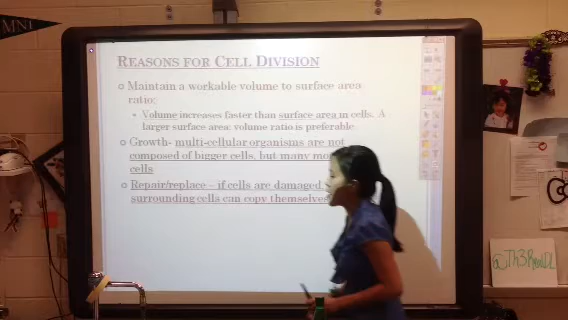 MNI
REASONS FOR CELL DIVISION
Maintain a workable volume to surface area
ratio:
Volume increases faster than surface area in cells. A
larger surface area: volume ratio is preferable
Growth- multi-cellular organisms are not
composed of bigger cells, but many mo
cells
Repair/replace – if cells are damaged
surrounding cells can copy themselves